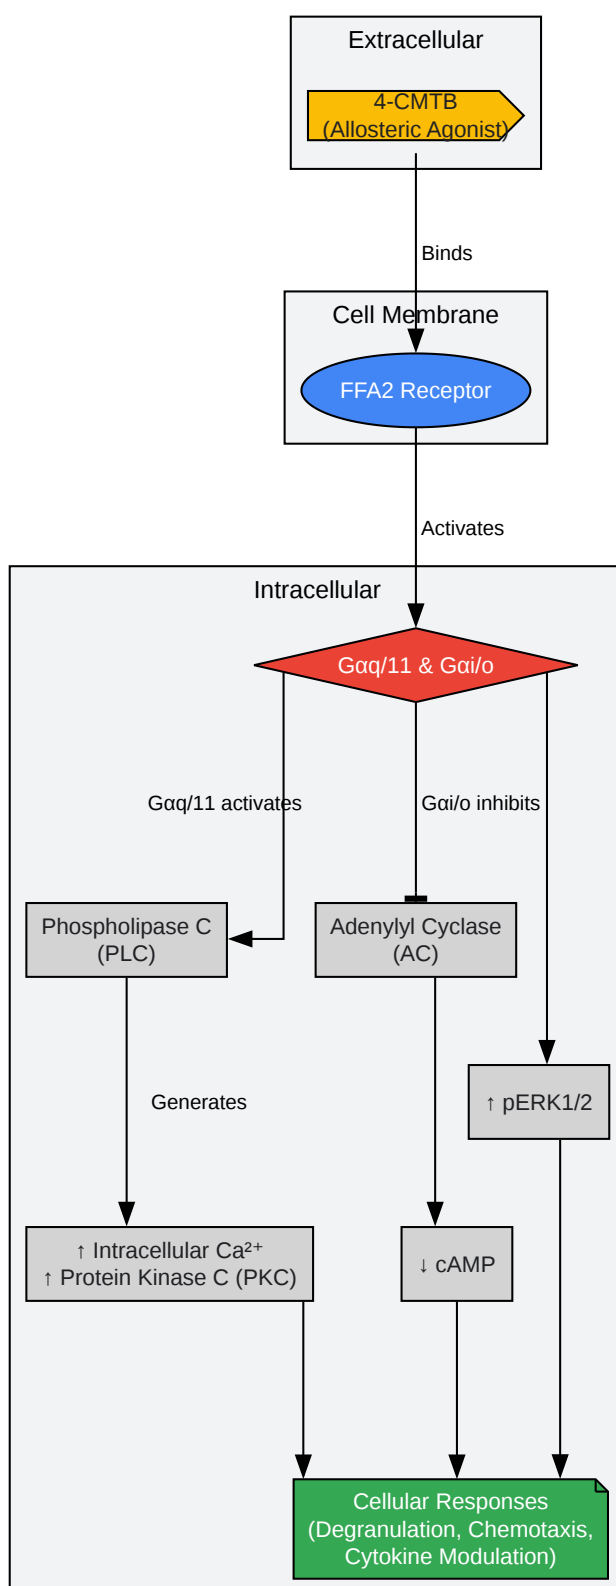 Extracellular
4-CMTB
(Allosteric Agonist)
Binds
Cell Membrane
FFA2 Receptor
Activates
Intracellular
Gαq/11 & Gαi/o
Gαq/11 activates
Gαi/o inhibits
Phospholipase C
(PLC)
Adenylyl Cyclase
(AC)
↑ pERK1/2
Generates
↑ Intracellular Ca²⁺
↑ Protein Kinase C (PKC)
↓ cAMP
Cellular Responses
(Degranulation, Chemotaxis,
Cytokine Modulation)